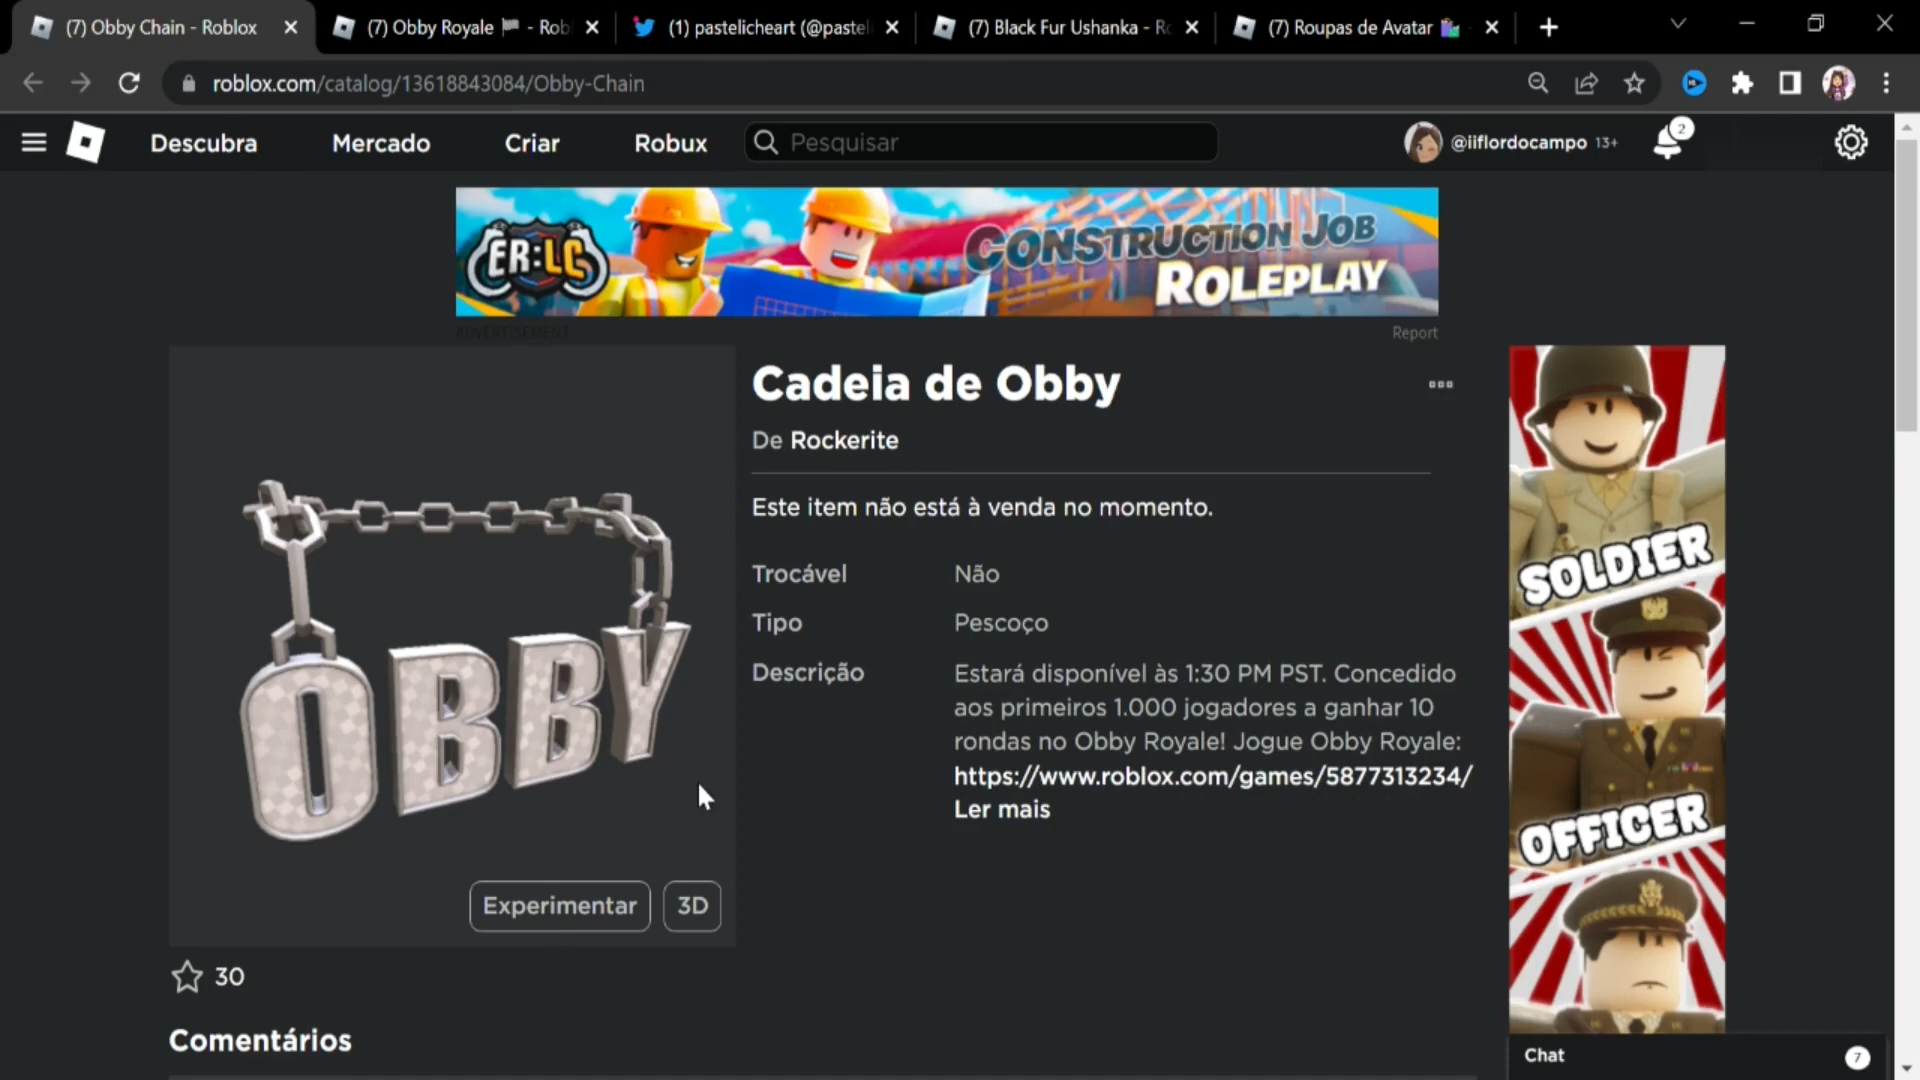 (7) Obby Chain - Roblox
(7) Obby Royale 🏴 - Rob
(1) pastelicheart (@pasteli
(7) Black Fur Ushanka - Ro
(7) Roupas de Avatar 🛍️
roblox.com/catalog/13618843084/Obby-Chain
Descubra
Mercado
Criar
Robux
Pesquisar
@iiflordocampo 13+
2
ER:LC
CONSTRUCTION JOB
ROLEPLAY
ADVERTISEMENT
Report
Cadeia de Obby
De Rockerite
Este item não está à venda no momento.
Trocável Não
Tipo Pescoço
Descrição Estará disponível às 1:30 PM PST. Concedido
aos primeiros 1.000 jogadores a ganhar 10
rondas no Obby Royale! Jogue Obby Royale:
https://www.roblox.com/games/5877313234/
Ler mais
OBBY
Experimentar
3D
30
Comentários
SOLDIER
OFFICER
Chat
7